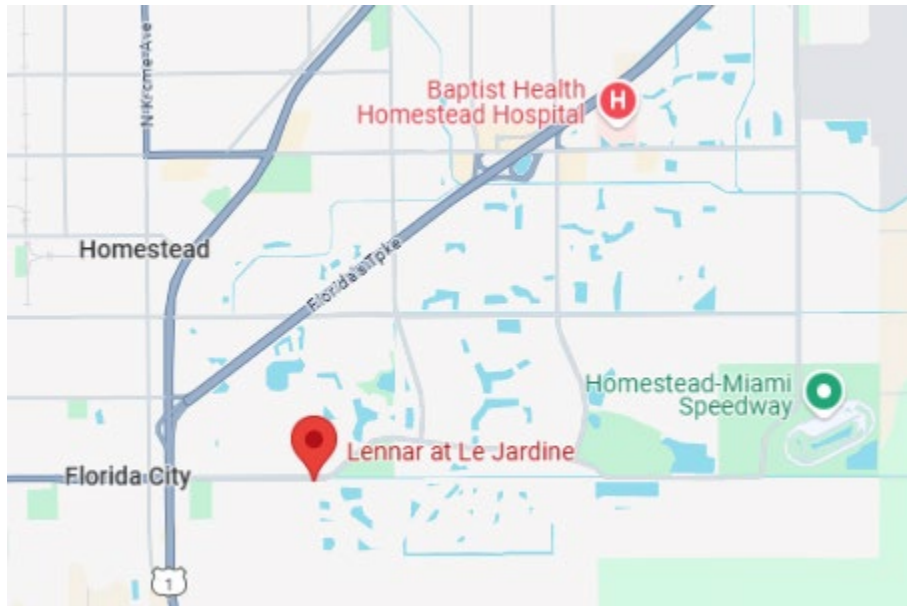 N Krome Ave
Baptist Health
Homestead Hospital
H
Homestead
Florida's Tpke
Homestead-Miami
Speedway
Lennar at Le Jardine
Florida City
1